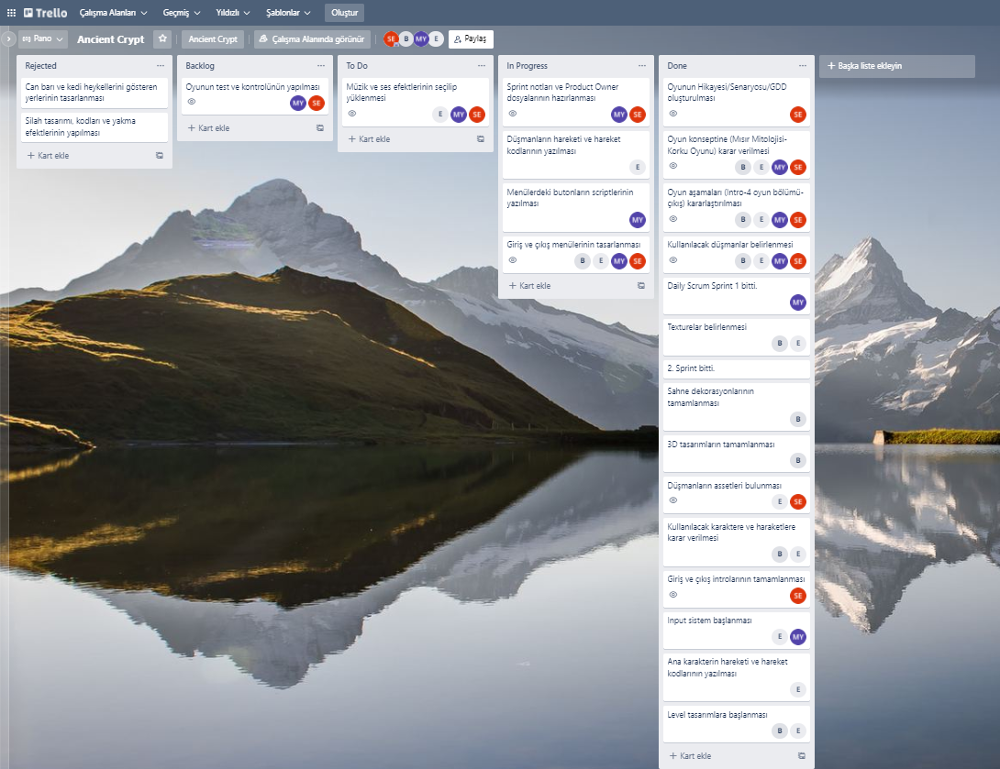 Trello
Çalışma Alanları
Geçmiş
Yıldızlı
Şablonlar
Oluştur
Pano
Ancient Crypt
Ancient Crypt
Çalışma Alanında görünür
SE B MY E
Paylaş
Rejected
Can barı ve kedi heykellerini gösteren
yerlerinin tasarlanması
Silah tasarımı, kodları ve yakma
efektlerinin yapılması
+ Kart ekle
Backlog
Oyunun test ve kontrolünün yapılması
MY SE
+ Kart ekle
To Do
Müzik ve ses efektlerinin seçilip
yüklenmesi
E MY SE
+ Kart ekle
In Progress
Sprint notları ve Product Owner
dosyalarının hazırlanması
MY SE
Düşmanların hareketi ve hareket
kodlarının yazılması
E
Menülerdeki butonların scriptlerinin
yazılması
MY
Giriş ve çıkış menülerinin tasarlanması
B E MY SE
+ Kart ekle
Done
Oyunun Hikayesi/Senaryosu/GDD
oluşturulması
SE
Oyun konseptine (Mısır Mitolojisi-
Korku Oyunu) karar verilmesi
B E MY SE
Oyun aşamaları (Intro-4 oyun bölümü-
çıkış) kararlaştırılması
B E MY SE
Kullanılacak düşmanlar belirlenmesi
B E MY SE
Daily Scrum Sprint 1 bitti.
MY
Texturelar belirlenmesi
B E
2. Sprint bitti.
Sahne dekorasyonlarının
tamamlanması
B
3D tasarımların tamamlanması
B
Düşmanların assetleri bulunması
E SE
Kullanılacak karaktere ve haraketlere
karar verilmesi
B E
Giriş ve çıkış introlarının tamamlanması
SE
Input sistem başlanması
E MY
Ana karakterin hareketi ve hareket
kodlarının yazılması
E
Level tasarımlara başlanması
B E
+ Kart ekle
+ Başka liste ekleyin